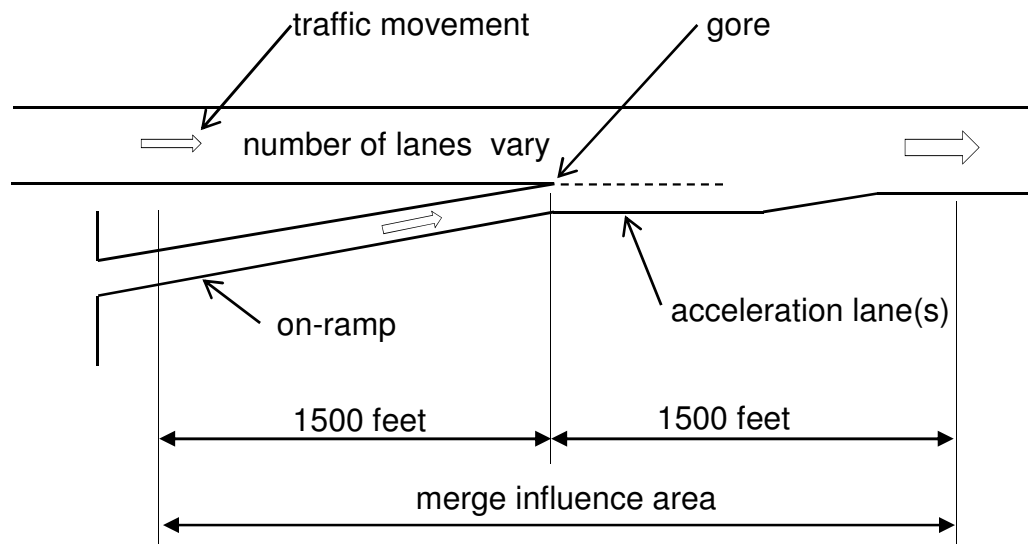 traffic movement
gore
number of lanes vary
on-ramp
acceleration lane(s)
1500 feet
1500 feet
merge influence area